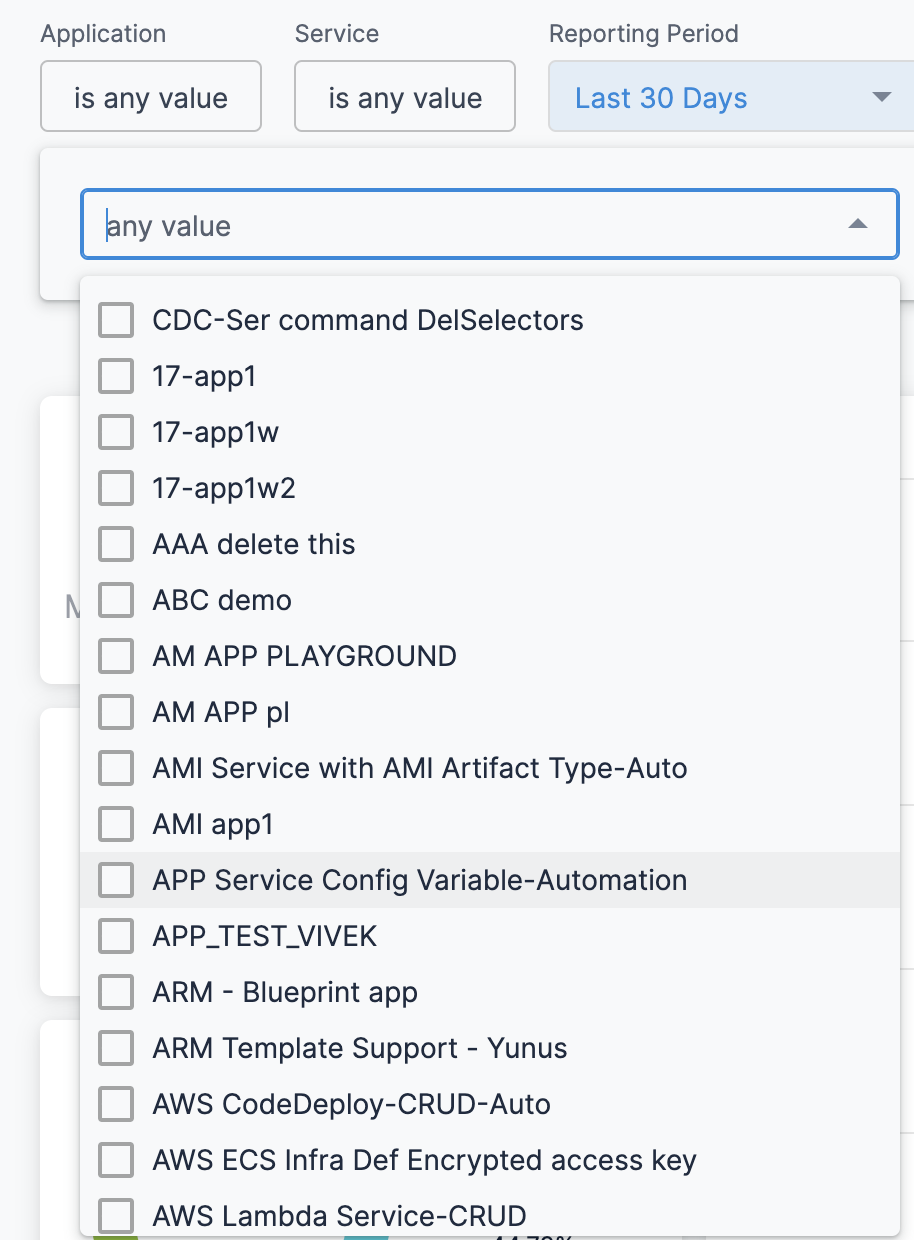 Application Service Reporting Period
is any value is any value Last 30 Days
any value
CDC-Ser command DelSelectors
17-app1
17-app1w
17-app1w2
AAA delete this
ABC demo
AM APP PLAYGROUND
AM APP pl
AMI Service with AMI Artifact Type-Auto
AMI app1
APP Service Config Variable-Automation
APP_TEST_VIVEK
ARM - Blueprint app
ARM Template Support - Yunus
AWS CodeDeploy-CRUD-Auto
AWS ECS Infra Def Encrypted access key
AWS Lambda Service-CRUD